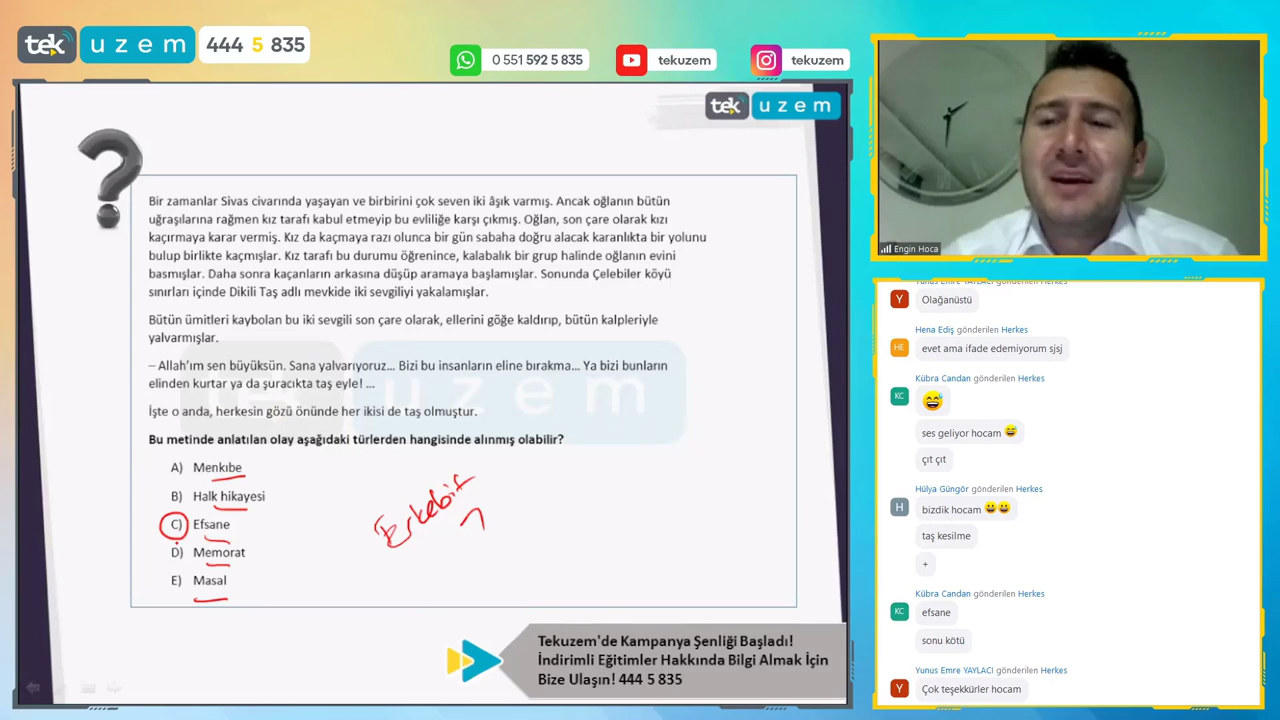 tek uzem 444 5 835
0 551 592 5 835
tekuzem
tekuzem
tek uzem
Bir zamanlar Sivas civarında yaşayan ve birbirini çok seven iki âşık varmış. Ancak oğlanın bütün
uğraşılarına rağmen kız tarafı kabul etmeyip bu evliliğe karşı çıkmış. Oğlan, son çare olarak kızı
kaçırmaya karar vermiş. Kız da kaçmaya razı olunca bir gün sabaha doğru alacak karanlıkta bir yolunu
bulup birlikte kaçmışlar. Kız tarafı bu durumu öğrenince, kalabalık bir grup halinde oğlanın evini
basmışlar. Daha sonra kaçanların arkasına düşüp aramaya başlamışlar. Sonunda Çelebiler köyü
sınırları içinde Dikili Taş adlı mevkide iki sevgiliyi yakalamışlar.
Bütün ümitleri kaybolan bu iki sevgili son çare olarak, ellerini göğe kaldırıp, bütün kalpleriyle
yalvarmışlar.
– Allah’ım sen büyüksün. Sana yalvarıyoruz... Bizi bu insanların eline bırakma... Ya bizi bunların
elinden kurtar ya da şuracıkta taş eyle! ...
İşte o anda, herkesin gözü önünde her ikisi de taş olmuştur.
Bu metinde anlatılan olay aşağıdaki türlerden hangisinde alınmış olabilir?
A) Menkıbe
B) Halk hikayesi
C) Efsane
D) Memorat
E) Masal
Tekuzem'de Kampanya Şenliği Başladı!
İndirimli Eğitimler Hakkında Bilgi Almak İçin
Bize Ulaşın! 444 5 835
Engin Hoca
Yunus Emre YAYLACI gönderilen Herkes
Y Olağanüstü
Hena Ediş gönderilen Herkes
HE evet ama ifade edemiyorum sjsj
Kübra Candan gönderilen Herkes
KC 😅
ses geliyor hocam 😅
çıt çıt
Hülya Güngör gönderilen Herkes
H bizdik hocam 😀😀
taş kesilme
+
Kübra Candan gönderilen Herkes
KC efsane
sonu kötü
Yunus Emre YAYLACI gönderilen Herkes
Y Çok teşekkürler hocam